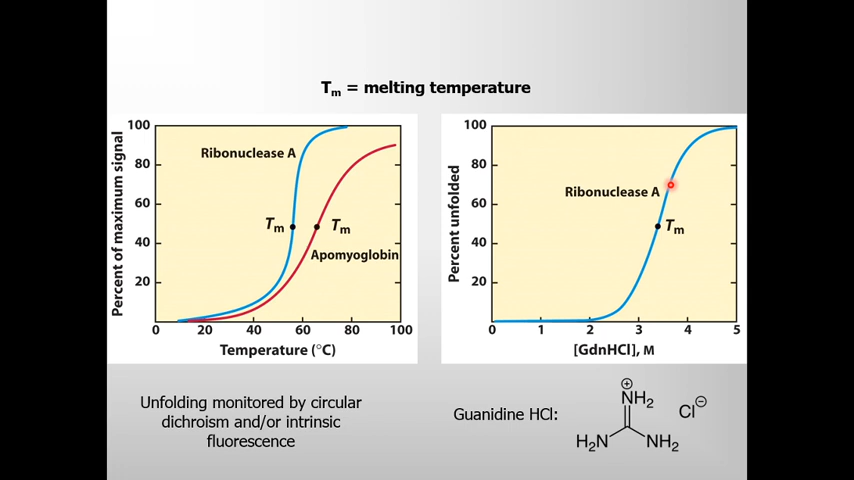 Tm = melting temperature
Percent of maximum signal
100
80
60
40
20
0
20
40
60
80
100
Ribonuclease A
Tm
Tm
Apomyoglobin
Temperature (°C)
Percent unfolded
100
80
60
40
20
0
1
2
3
4
5
Ribonuclease A
Tm
[GdnHCl], M
Unfolding monitored by circular
dichroism and/or intrinsic
fluorescence
Guanidine HCl:
⊕
NH2
H2N
NH2
Cl⊖